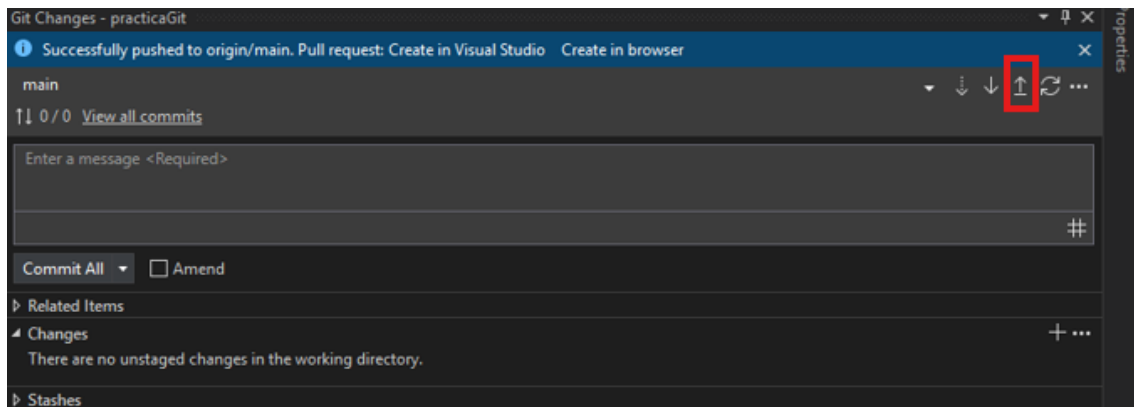 Git Changes - practicaGit
Successfully pushed to origin/main. Pull request: Create in Visual Studio Create in browser
main
0 / 0 View all commits
Enter a message <Required>
Commit All Amend
Related Items
Changes
There are no unstaged changes in the working directory.
Stashes
Properties